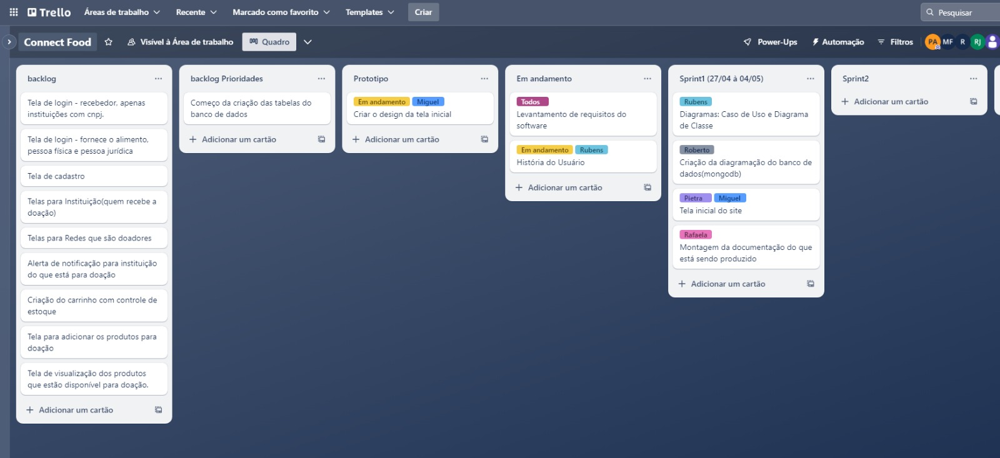 Trello Áreas de trabalho Recente Marcado como favorito Templates Criar Pesquisar
Connect Food Visível à Área de trabalho Quadro Power-Ups Automação Filtros PA MF R RJ
backlog
Tela de login - recebedor, apenas
instituições com cnpj.
Tela de login - fornece o alimento,
pessoa física e pessoa jurídica
Tela de cadastro
Telas para Instituição(quem recebe a
doação)
Telas para Redes que são doadores
Alerta de notificação para instituição
do que está para doação
Criação do carrinho com controle de
estoque
Tela para adicionar os produtos para
doação
Tela de visualização dos produtos
que estão disponível para doação.
+ Adicionar um cartão
backlog Prioridades
Começo da criação das tabelas do
banco de dados
+ Adicionar um cartão
Prototipo
Em andamento Miguel
Criar o design da tela inicial
+ Adicionar um cartão
Em andamento
Todos
Levantamento de requisitos do
software
Em andamento Rubens
História do Usuário
+ Adicionar um cartão
Sprint1 (27/04 à 04/05)
Rubens
Diagramas: Caso de Uso e Diagrama
de Classe
Roberto
Criação da diagramação do banco de
dados(mongodb)
Pietra Miguel
Tela inicial do site
Rafaela
Montagem da documentação do que
está sendo produzido
+ Adicionar um cartão
Sprint2
+ Adicionar um cartão